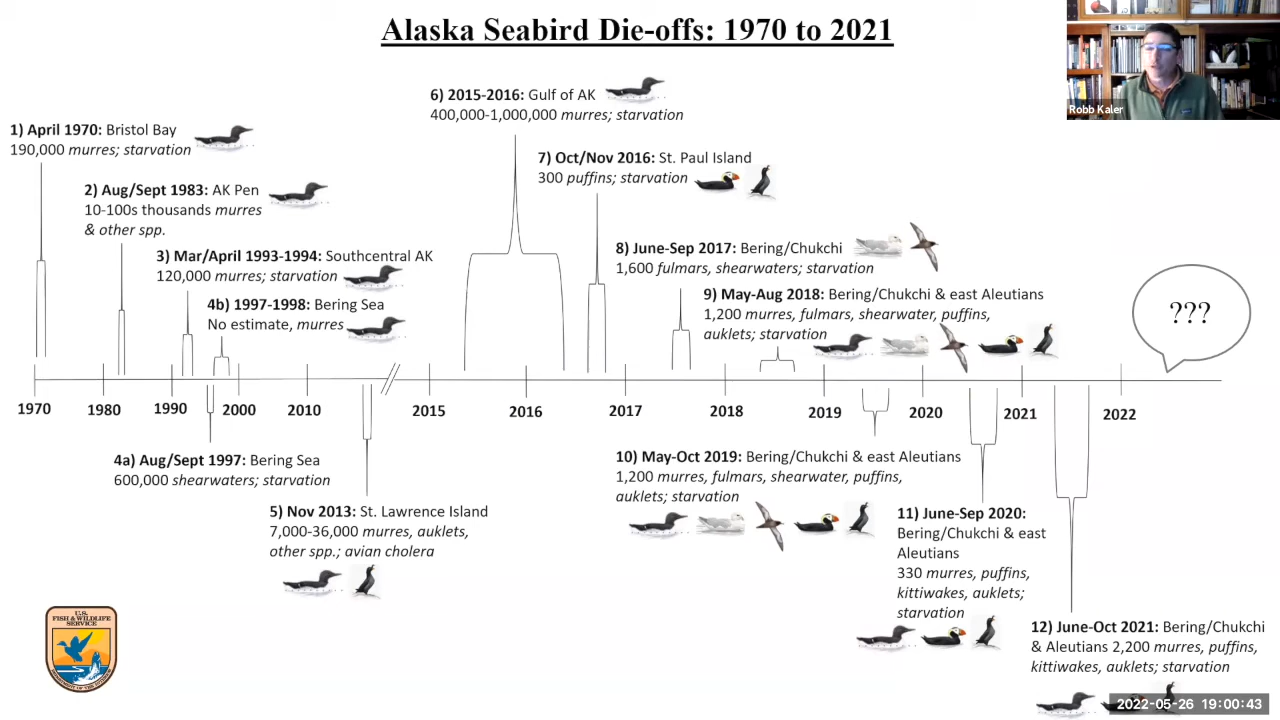 Alaska Seabird Die-offs: 1970 to 2021
Robb Kaler
1) April 1970: Bristol Bay
190,000 murres; starvation
2) Aug/Sept 1983: AK Pen
10-100s thousands murres
& other spp.
3) Mar/April 1993-1994: Southcentral AK
120,000 murres; starvation
4b) 1997-1998: Bering Sea
No estimate, murres
6) 2015-2016: Gulf of AK
400,000-1,000,000 murres; starvation
7) Oct/Nov 2016: St. Paul Island
300 puffins; starvation
8) June-Sep 2017: Bering/Chukchi
1,600 fulmars, shearwaters; starvation
9) May-Aug 2018: Bering/Chukchi & east Aleutians
1,200 murres, fulmars, shearwater, puffins,
auklets; starvation
???
1970 1980 1990 2000 2010 2015 2016 2017 2018 2019 2020 2021 2022
4a) Aug/Sept 1997: Bering Sea
600,000 shearwaters; starvation
5) Nov 2013: St. Lawrence Island
7,000-36,000 murres, auklets,
other spp.; avian cholera
10) May-Oct 2019: Bering/Chukchi & east Aleutians
1,200 murres, fulmars, shearwater, puffins,
auklets; starvation
11) June-Sep 2020:
Bering/Chukchi & east
Aleutians
330 murres, puffins,
kittiwakes, auklets;
starvation
12) June-Oct 2021: Bering/Chukchi
& Aleutians 2,200 murres, puffins,
kittiwakes, auklets; starvation
U.S.
FISH & WILDLIFE
SERVICE
DEPARTMENT OF THE INTERIOR
2022-05-26 19:00:43